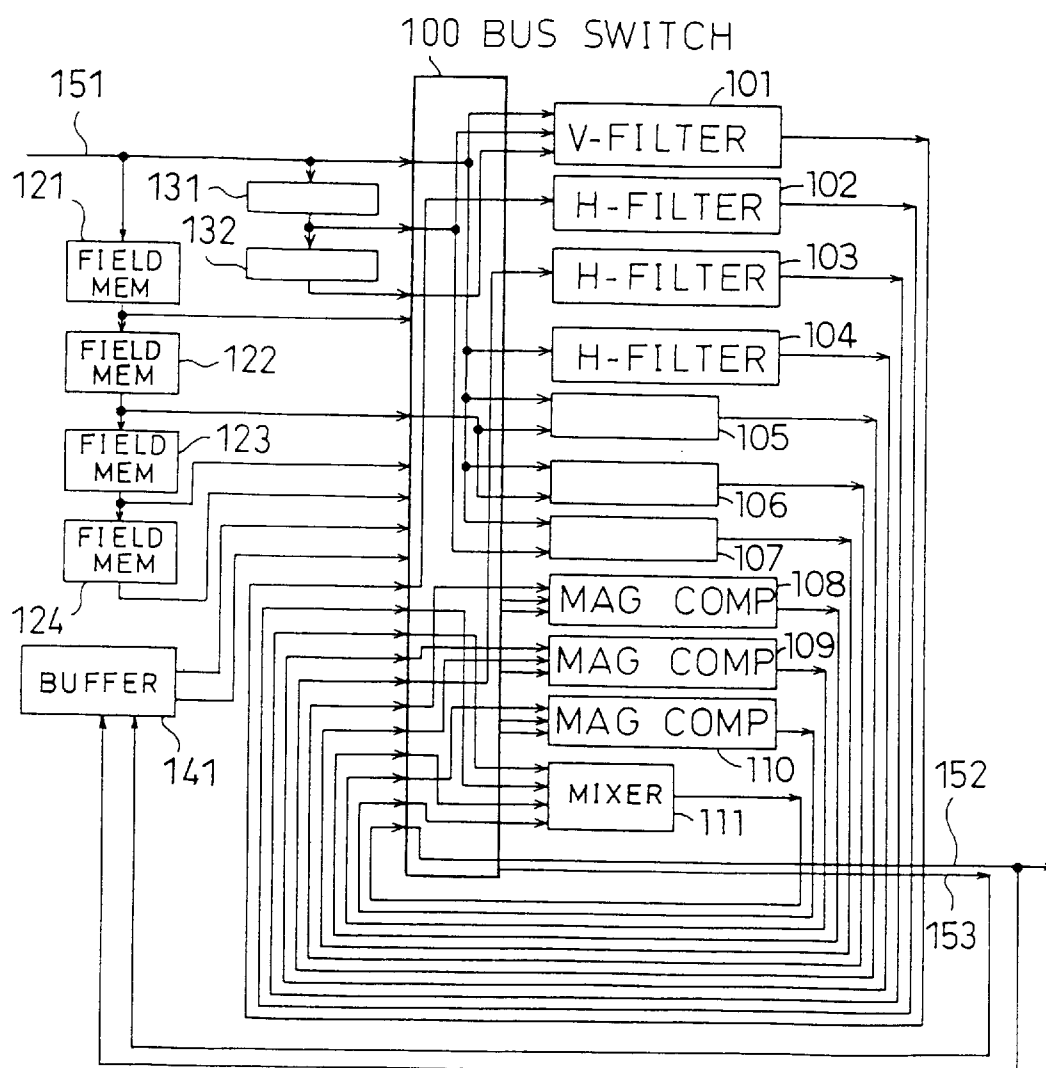 100 BUS SWITCH
151
101
V-FILTER
121
131
102
H-FILTER
132
FIELD
MEM
103
H-FILTER
104
H-FILTER
FIELD
MEM
122
105
FIELD
MEM
123
106
FIELD
MEM
107
124
108
MAG COMP
BUFFER
109
MAG COMP
141
MAG COMP
110
MIXER
111
152
153